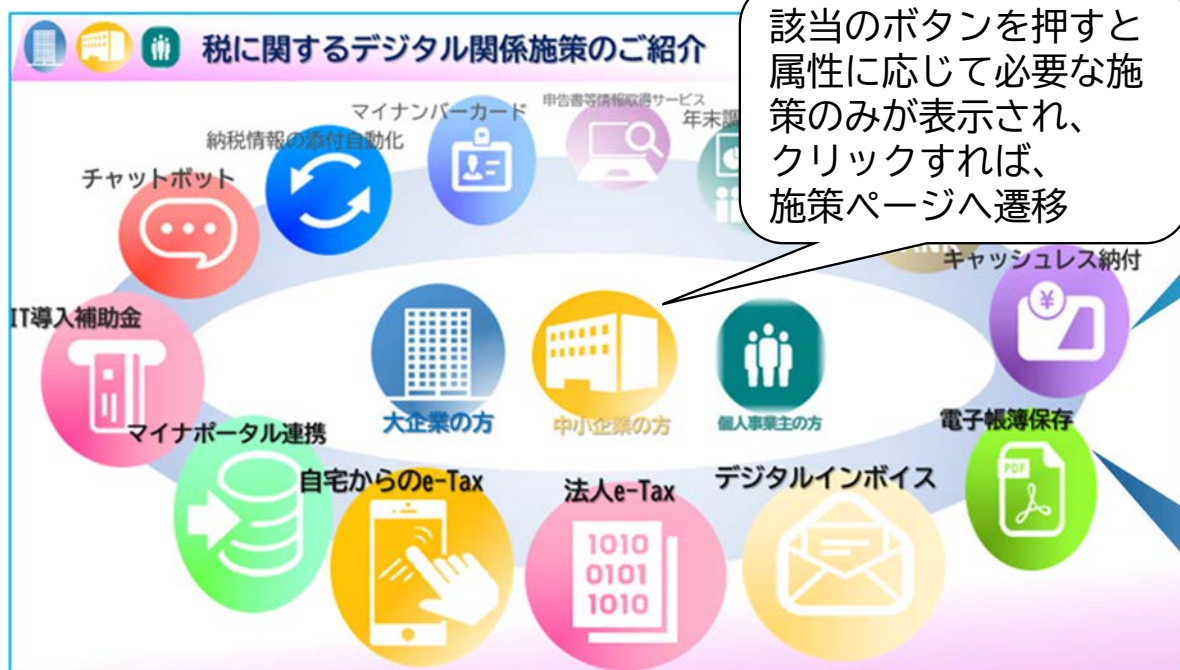 税に関するデジタル関係施策のご紹介
該当のボタンを押すと
属性に応じて必要な施
策のみが表示され、
クリックすれば、
施策ページへ遷移
申告書等情報取得サービス
マイナンバーカード
年末調
納税情報の添付自動化
チャットボット
キャッシュレス納付
¥
IT導入補助金
大企業の方
中小企業の方
個人事業主の方
電子帳簿保存
PDF
マイナポータル連携
自宅からのe-Tax
法人e-Tax
デジタルインボイス
1010
0101
1010